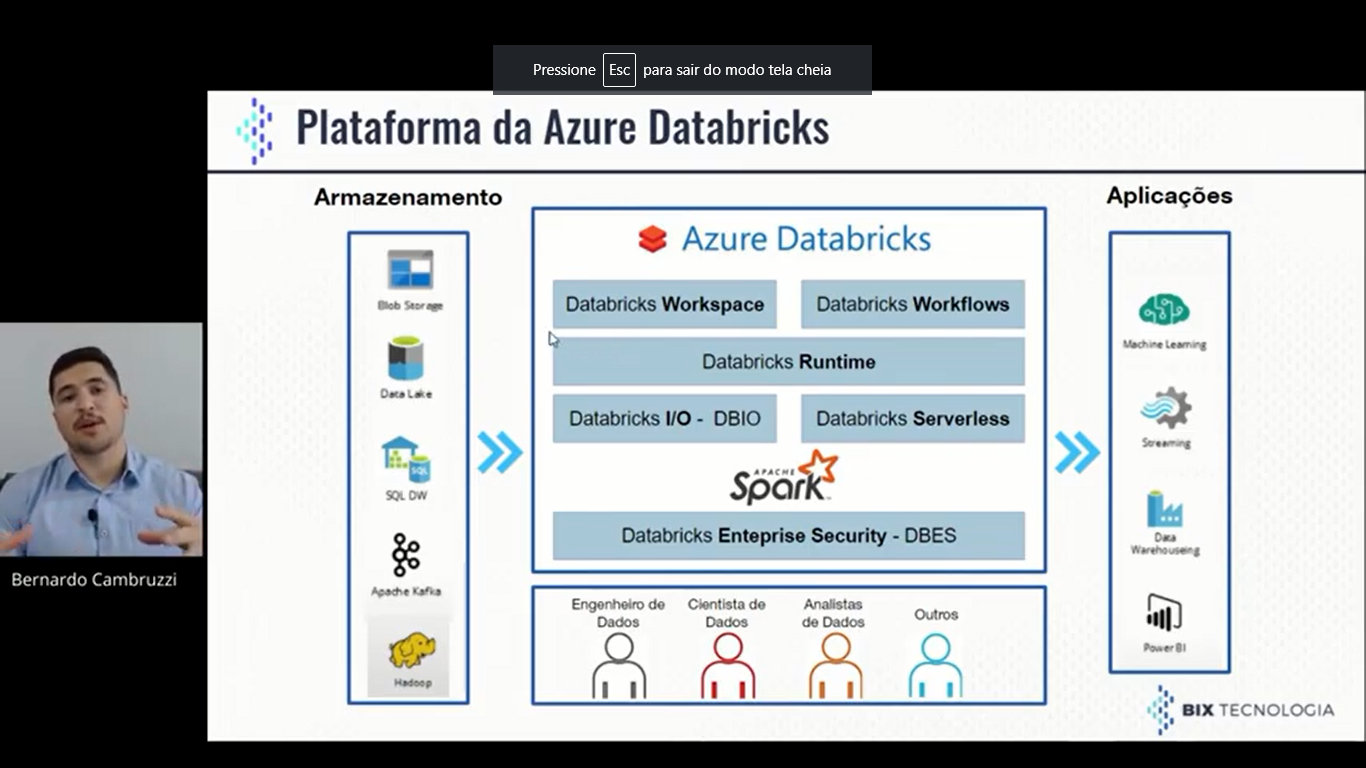 Pressione Esc para sair do modo tela cheia
Plataforma da Azure Databricks
Armazenamento
Blob Storage
Data Lake
SQL
SQL DW
Apache Kafka
Hadoop
Azure Databricks
Databricks Workspace
Databricks Workflows
Databricks Runtime
Databricks I/O - DBIO
Databricks Serverless
APACHE
Spark™
Databricks Enteprise Security - DBES
Engenheiro de
Dados
Cientista de
Dados
Analistas
de Dados
Outros
Aplicações
Machine Learning
Streaming
Data
Warehouseing
Power BI
BIX TECNOLOGIA
Bernardo Cambruzzi